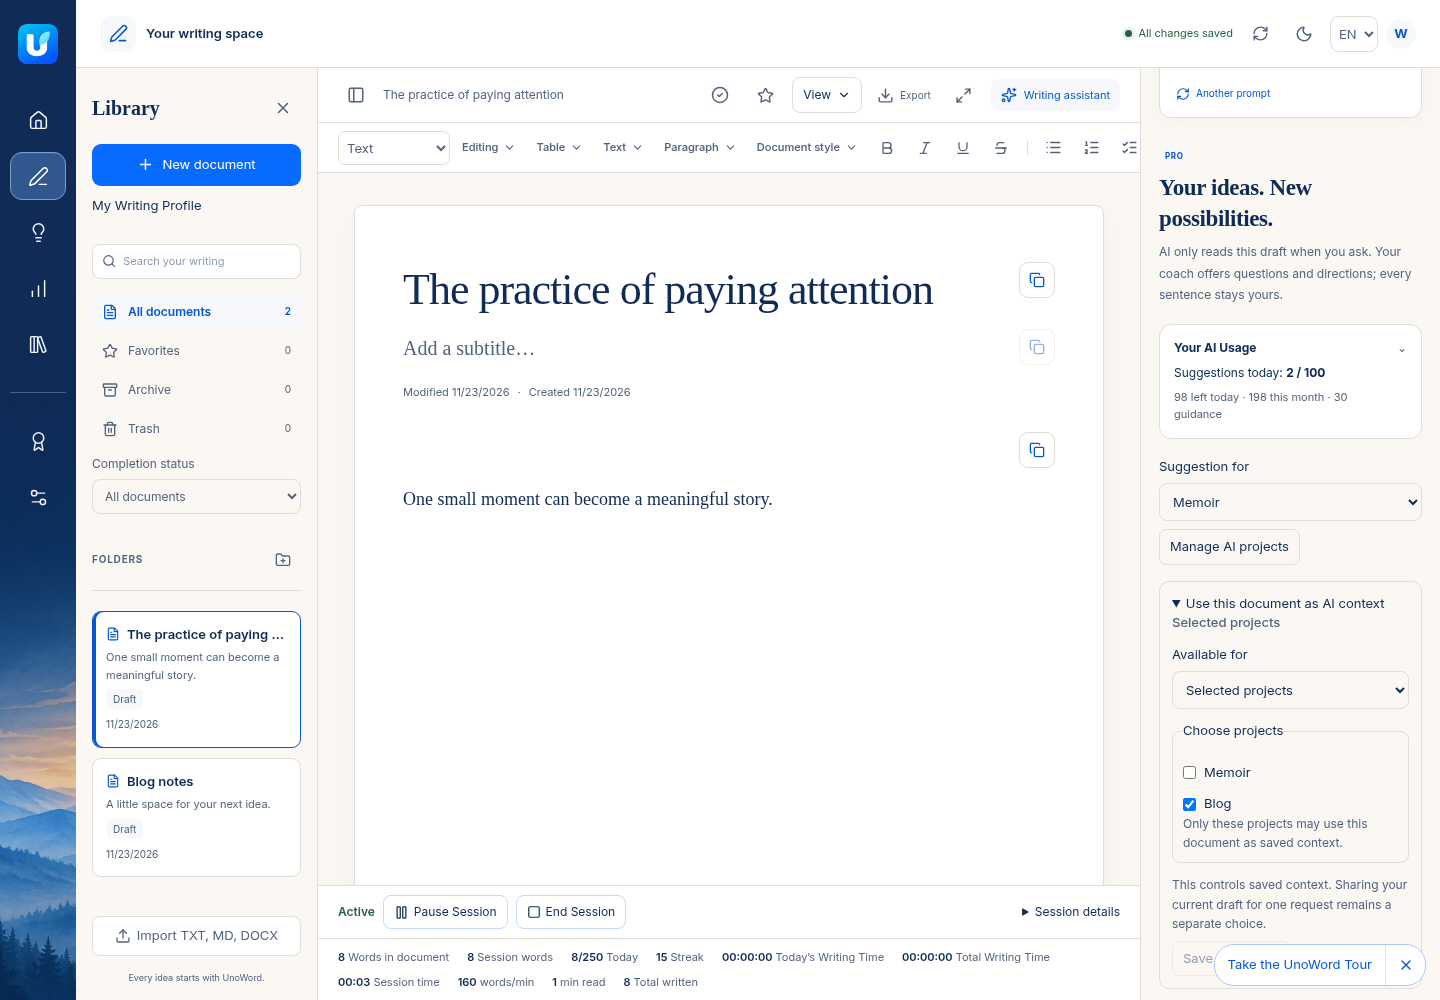 Your writing space
All changes saved
EN
W
Library
New document
My Writing Profile
Search your writing
All documents 2
Favorites 0
Archive 0
Trash 0
Completion status
All documents
FOLDERS
The practice of paying ...
One small moment can become a
meaningful story.
Draft
11/23/2026
Blog notes
A little space for your next idea.
Draft
11/23/2026
Import TXT, MD, DOCX
Every idea starts with UnoWord.
The practice of paying attention
View
Export
Writing assistant
Text
Editing
Table
Text
Paragraph
Document style
B I U S
The practice of paying attention
Add a subtitle…
Modified 11/23/2026 · Created 11/23/2026
One small moment can become a meaningful story.
Active
Pause Session
End Session
Session details
8 Words in document 8 Session words 8/250 Today 15 Streak 00:00:00 Today's Writing Time 00:00:00 Total Writing Time
00:03 Session time 160 words/min 1 min read 8 Total written
Another prompt
PRO
Your ideas. New
possibilities.
AI only reads this draft when you ask. Your
coach offers questions and directions; every
sentence stays yours.
Your AI Usage
Suggestions today: 2 / 100
98 left today · 198 this month · 30
guidance
Suggestion for
Memoir
Manage AI projects
Use this document as AI context
Selected projects
Available for
Selected projects
Choose projects
Memoir
Blog
Only these projects may use this
document as saved context.
This controls saved context. Sharing your
current draft for one request remains a
separate choice.
Save
Take the UnoWord Tour